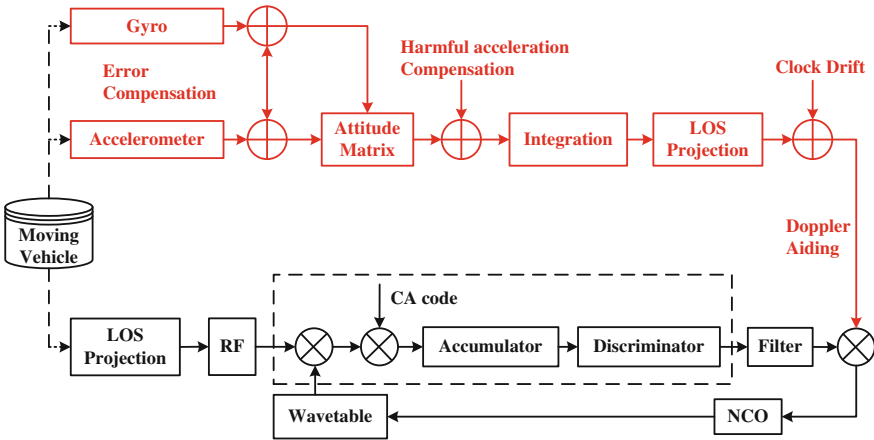 Gyro
Error
Compensation
Harmful acceleration
Compensation
Clock Drift
Accelerometer
Attitude
Matrix
Integration
LOS
Projection
Moving
Vehicle
Doppler
Aiding
CA code
LOS
Projection
RF
Accumulator
Discriminator
Filter
Wavetable
NCO